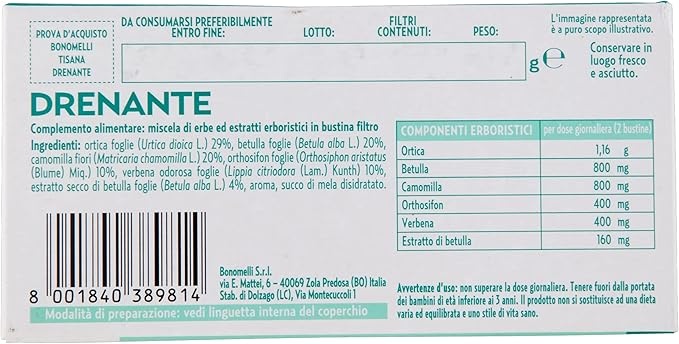 PROVA D'ACQUISTO
BONOMELLI
TISANA
DRENANTE
DA CONSUMARSI PREFERIBILMENTE
ENTRO FINE:
LOTTO:
FILTRI
CONTENUTI:
PESO:
g℮
L'immagine rappresentata
è a puro scopo illustrativo.
Conservare in
luogo fresco
e asciutto.
DRENANTE
Complemento alimentare: miscela di erbe ed estratti erboristici in bustina filtro
Ingredienti: ortica foglie (Urtica dioica L.) 29%, betulla foglie (Betula alba L.) 20%,
camomilla fiori (Matricaria chamomilla L.) 20%, orthosifon foglie (Orthosiphon aristatus
(Blume) Miq.) 10%, verbena odorosa foglie (Lippia citriodora (Lam.) Kunth) 10%,
estratto secco di betulla foglie (Betula alba L.) 4%, aroma, succo di mela disidratato.
COMPONENTI ERBORISTICI per dose giornaliera (2 bustine)
Ortica 1,16 g
Betulla 800 mg
Camomilla 800 mg
Orthosifon 400 mg
Verbena 400 mg
Estratto di betulla 160 mg
8 001840 389814
Bonomelli S.r.l.
via E. Mattei, 6 – 40069 Zola Predosa (BO) Italia
Stab. di Dolzago (LC), Via Montecuccoli 1
Modalità di preparazione: vedi linguetta interna del coperchio
Avvertenze d'uso: non superare la dose giornaliera. Tenere fuori dalla portata
dei bambini di età inferiore ai 3 anni. Il prodotto non si sostituisce ad una dieta
varia ed equilibrata e uno stile di vita sano.